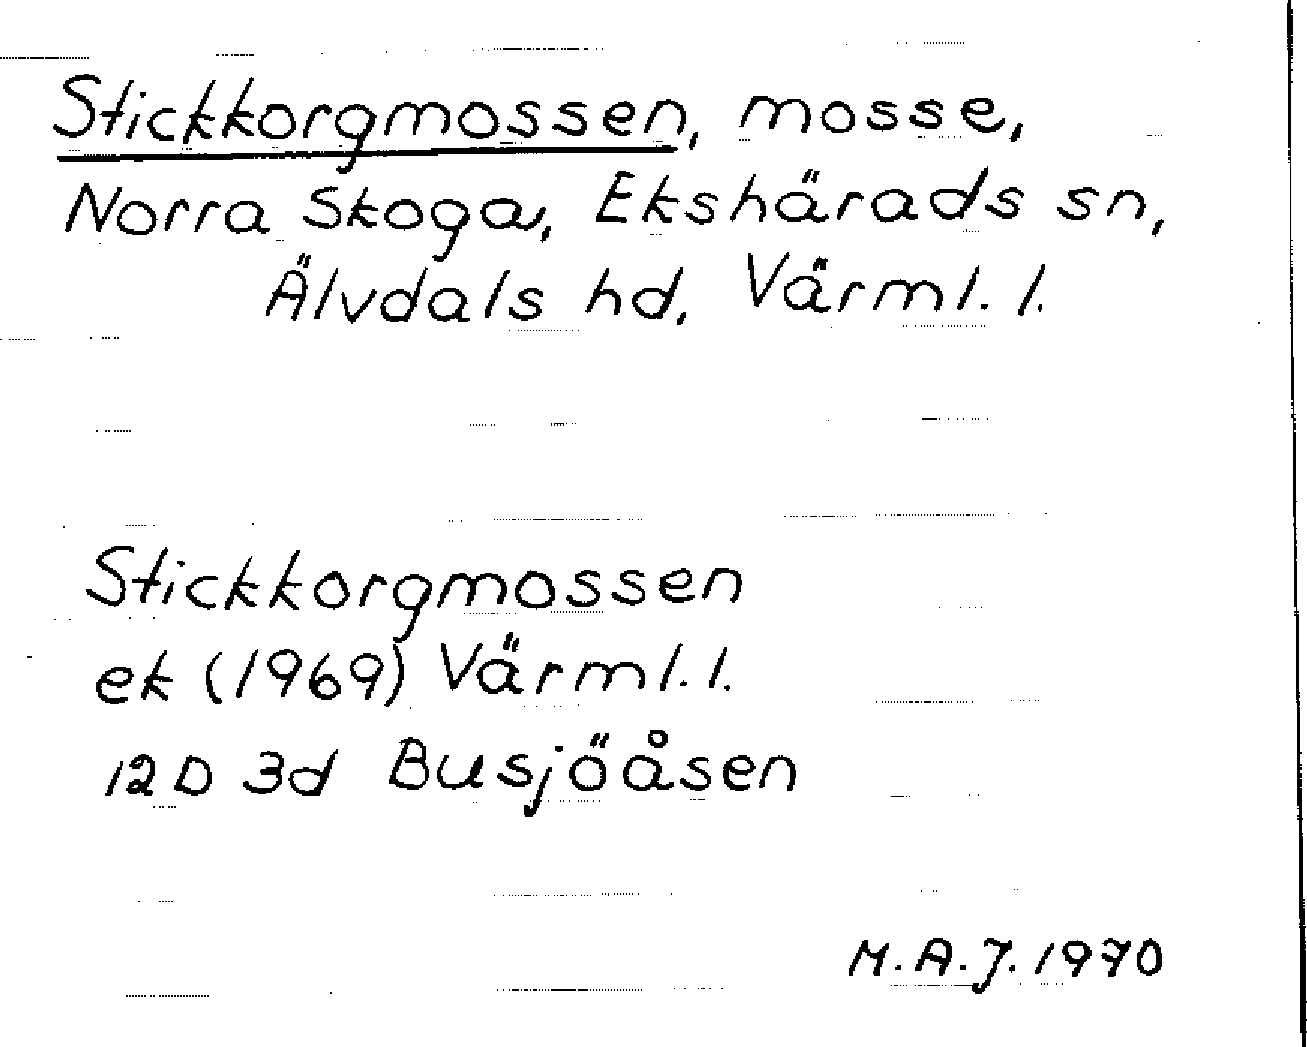 Stickkorgmossen, mosse,
Norra Skoga, Ekshärads sn,
Älvdals hd, Värml. l.
Stickkorgmossen
ek (1969) Värml. l.
12 D 3d Busjöåsen
M.A.J. 1970